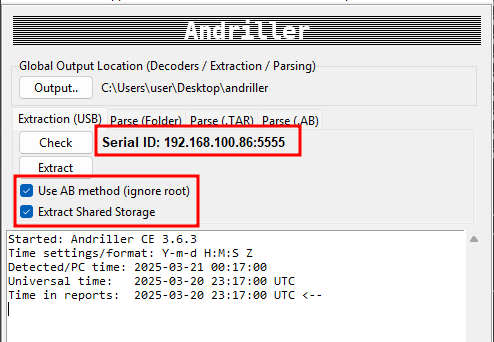 Andriller
Global Output Location (Decoders / Extraction / Parsing)
Output.. C:\Users\user\Desktop\andriller
Extraction (USB) Parse (Folder) Parse (.TAR) Parse (.AB)
Check Serial ID: 192.168.100.86:5555
Extract
Use AB method (ignore root)
Extract Shared Storage
Started: Andriller CE 3.6.3
Time settings/format: Y-m-d H:M:S Z
Detected/PC time: 2025-03-21 00:17:00
Universal time: 2025-03-20 23:17:00 UTC
Time in reports: 2025-03-20 23:17:00 UTC <--